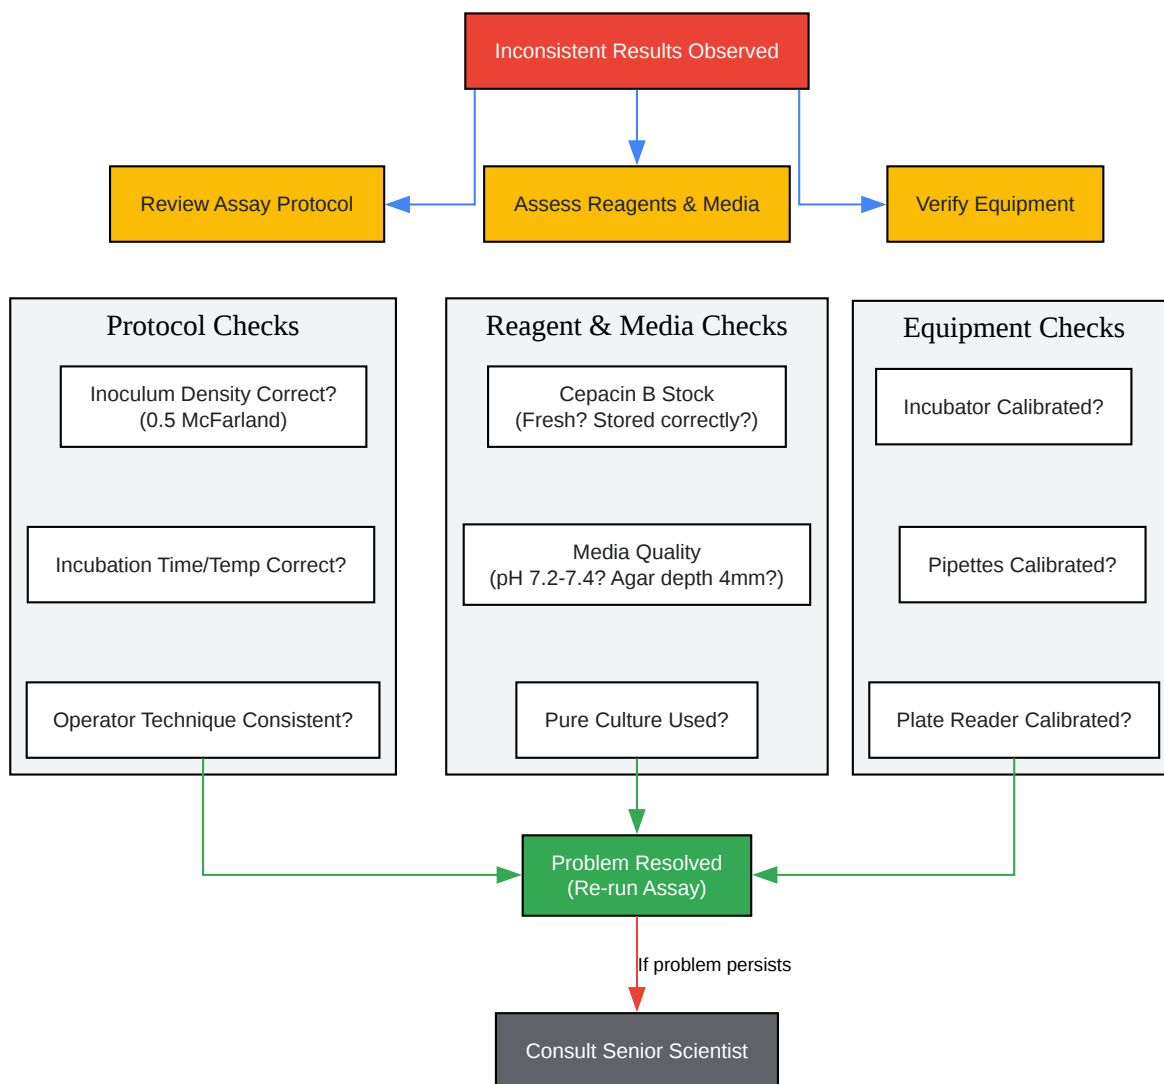 Inconsistent Results Observed
Review Assay Protocol
Assess Reagents & Media
Verify Equipment
Protocol Checks
Inoculum Density Correct?
(0.5 McFarland)
Incubation Time/Temp Correct?
Operator Technique Consistent?
Reagent & Media Checks
Cepacin B Stock
(Fresh? Stored correctly?)
Media Quality
(pH 7.2-7.4? Agar depth 4mm?)
Pure Culture Used?
Equipment Checks
Incubator Calibrated?
Pipettes Calibrated?
Plate Reader Calibrated?
Problem Resolved
(Re-run Assay)
If problem persists
Consult Senior Scientist